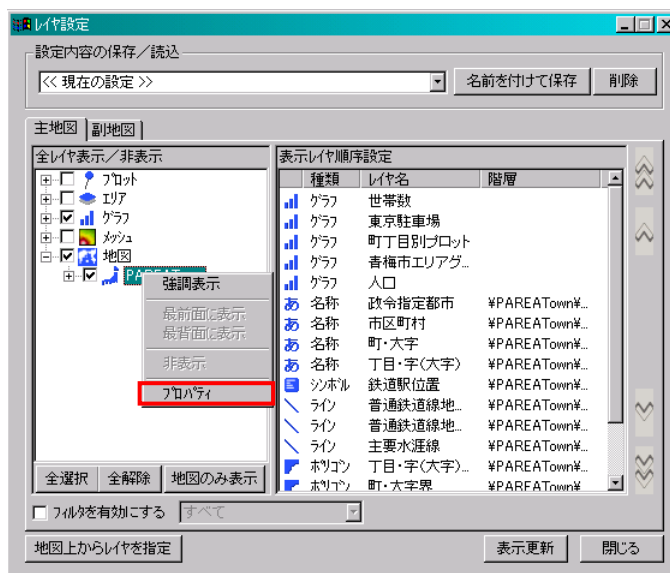 レイヤ設定
設定内容の保存／読込
<< 現在の設定 >>
名前を付けて保存
削除
主地図
副地図
全レイヤ表示／非表示
プロット
エリア
グラフ
メッシュ
地図
強調表示
最前面に表示
最背面に表示
非表示
プロパティ
全選択
全解除
地図のみ表示
表示レイヤ順序設定
種類 レイヤ名 階層
グラフ 世帯数
グラフ 東京駐車場
グラフ 町丁目別プロット
グラフ 青梅市エリアグ...
グラフ 人口
あ 名称 政令指定都市 ¥PAREATown¥...
あ 名称 市区町村 ¥PAREATown¥...
あ 名称 町・大字 ¥PAREATown¥...
あ 名称 丁目・字(大字) ¥PAREATown¥...
シンボル 鉄道駅位置 ¥PAREATown¥...
ライン 普通鉄道線地... ¥PAREATown¥...
ライン 普通鉄道線地... ¥PAREATown¥...
ライン 主要水涯線 ¥PAREATown¥...
ポリゴン 丁目・字(大字)... ¥PAREATown¥...
ポリゴン 町・大字界 ¥PAREATown¥...
フィルタを有効にする
すべて
地図上からレイヤを指定
表示更新
閉じる